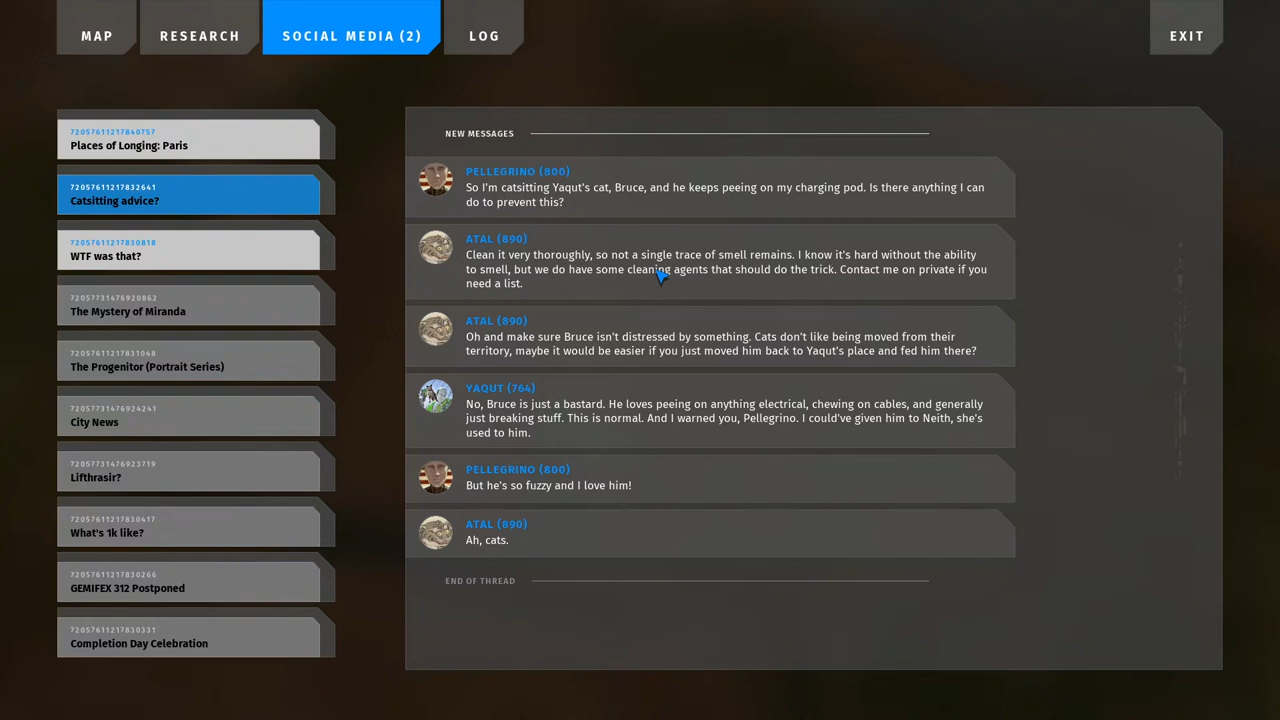 MAP
RESEARCH
SOCIAL MEDIA (2)
LOG
EXIT
72057611217840757
Places of Longing: Paris
72057611217832641
Catsitting advice?
72057611217830818
WTF was that?
72057731476920862
The Mystery of Miranda
72057611217831048
The Progenitor (Portrait Series)
72057731476924241
City News
72057731476923719
Lifthrasir?
72057611217830417
What's 1k like?
72057611217830266
GEMIFEX 312 Postponed
72057611217830331
Completion Day Celebration
NEW MESSAGES
PELLEGRINO (800)
So I'm catsitting Yaqut's cat, Bruce, and he keeps peeing on my charging pod. Is there anything I can
do to prevent this?
ATAL (890)
Clean it very thoroughly, so not a single trace of smell remains. I know it's hard without the ability
to smell, but we do have some cleaning agents that should do the trick. Contact me on private if you
need a list.
ATAL (890)
Oh and make sure Bruce isn't distressed by something. Cats don't like being moved from their
territory, maybe it would be easier if you just moved him back to Yaqut's place and fed him there?
YAQUT (764)
No, Bruce is just a bastard. He loves peeing on anything electrical, chewing on cables, and generally
just breaking stuff. This is normal. And I warned you, Pellegrino. I could've given him to Neith, she's
used to him.
PELLEGRINO (800)
But he's so fuzzy and I love him!
ATAL (890)
Ah, cats.
END OF THREAD